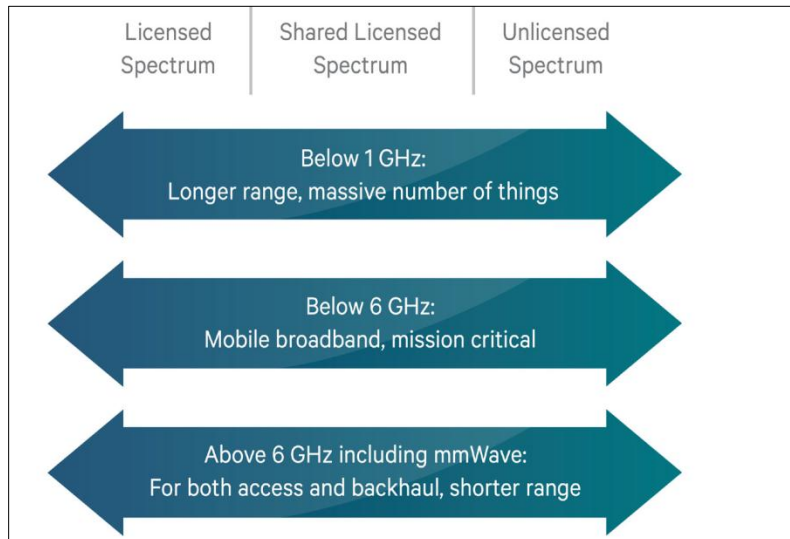 Licensed
Spectrum
Shared Licensed
Spectrum
Unlicensed
Spectrum
Below 1 GHz:
Longer range, massive number of things
Below 6 GHz:
Mobile broadband, mission critical
Above 6 GHz including mmWave:
For both access and backhaul, shorter range